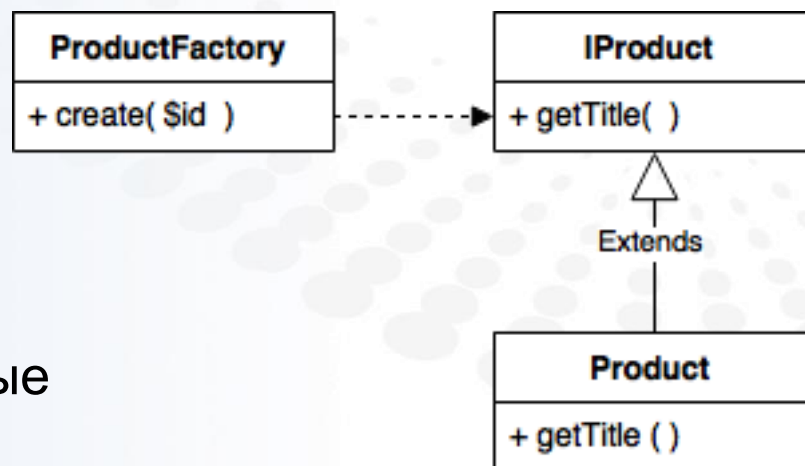 ProductFactory
+ create( $id )
IProduct
+ getTitle( )
Extends
ые
Product
+ getTitle ( )